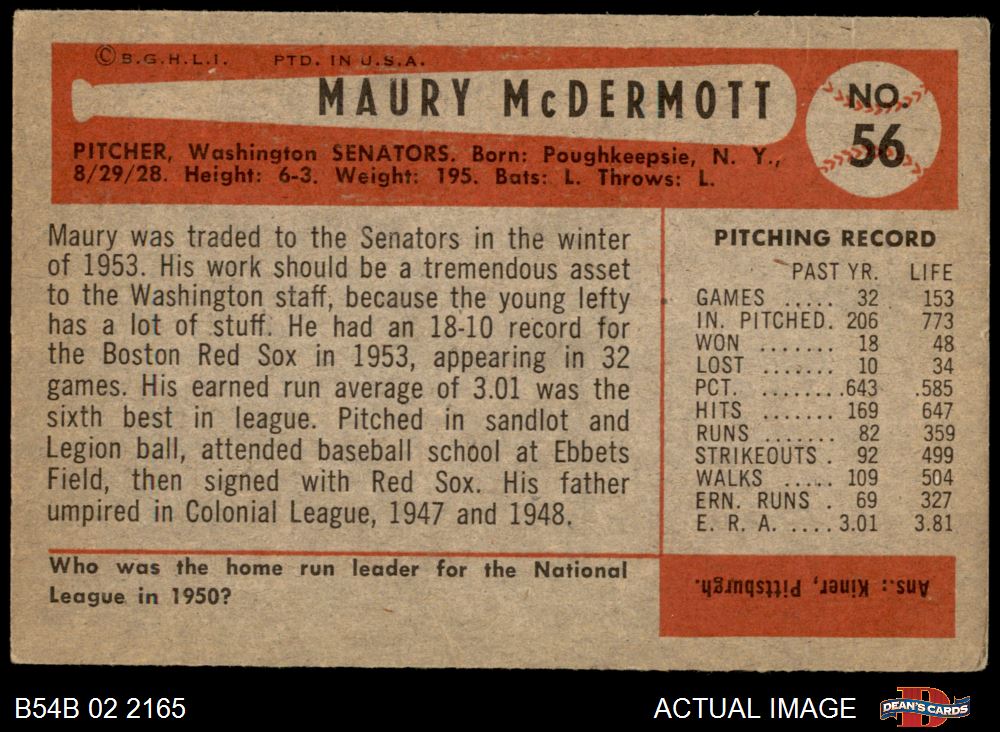 ©B.G.H.L.I. PTD. IN U.S.A.
MAURY McDERMOTT
NO.
56
PITCHER, Washington SENATORS. Born: Poughkeepsie, N. Y.,
8/29/28. Height: 6-3. Weight: 195. Bats: L. Throws: L.
Maury was traded to the Senators in the winter
of 1953. His work should be a tremendous asset
to the Washington staff, because the young lefty
has a lot of stuff. He had an 18-10 record for
the Boston Red Sox in 1953, appearing in 32
games. His earned run average of 3.01 was the
sixth best in league. Pitched in sandlot and
Legion ball, attended baseball school at Ebbets
Field, then signed with Red Sox. His father
umpired in Colonial League, 1947 and 1948.
PITCHING RECORD
PAST YR. LIFE
GAMES ..... 32 153
IN. PITCHED. 206 773
WON ....... 18 48
LOST ....... 10 34
PCT. ........643 .585
HITS ....... 169 647
RUNS ....... 82 359
STRIKEOUTS . 92 499
WALKS ..... 109 504
ERN. RUNS . 69 327
E. R. A. ....3.01 3.81
Who was the home run leader for the National
League in 1950?
Ans.: Kiner, Pittsburgh.
B54B 02 2165
ACTUAL IMAGE
D
DEAN'S CARDS